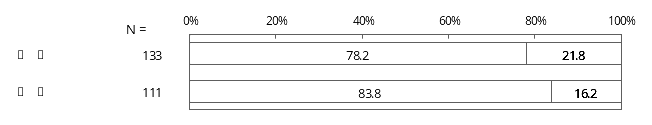 0% 20% 40% 60% 80% 100%
N =
133 78.2 21.8
111 83.8 16.2